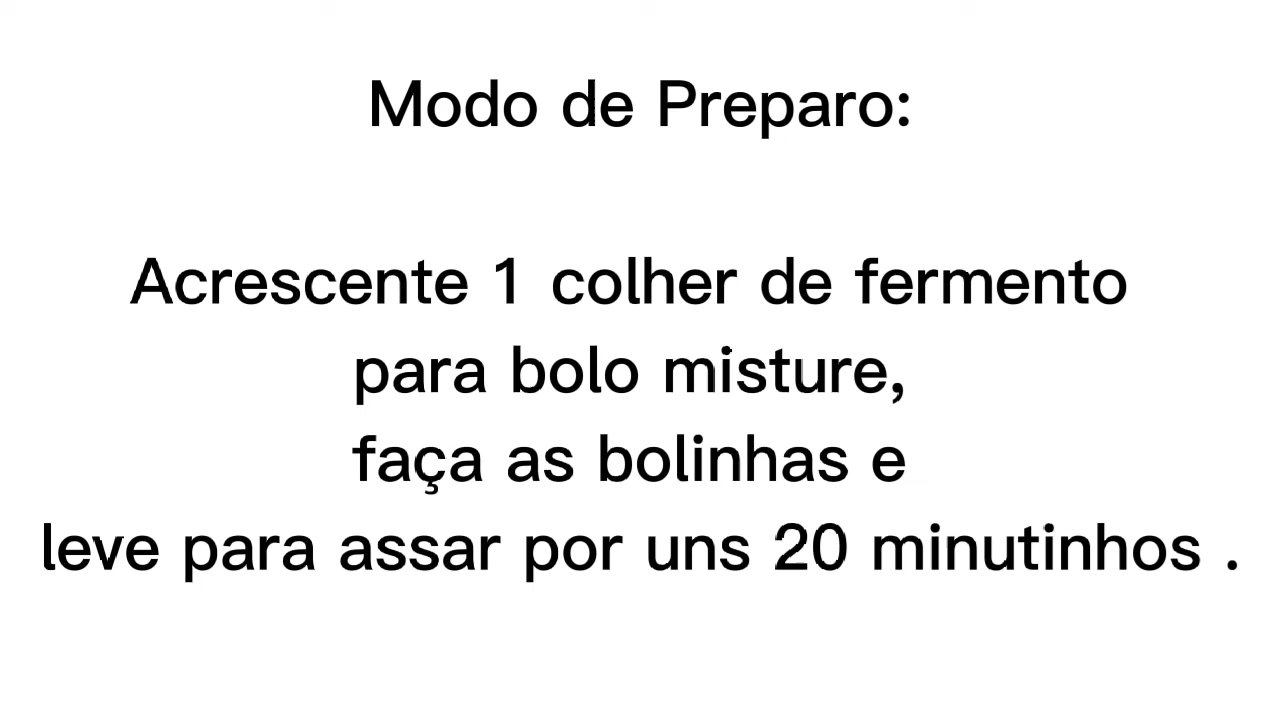 Modo de Preparo:
Acrescente 1 colher de fermento
para bolo misture,
faça as bolinhas e
leve para assar por uns 20 minutinhos .